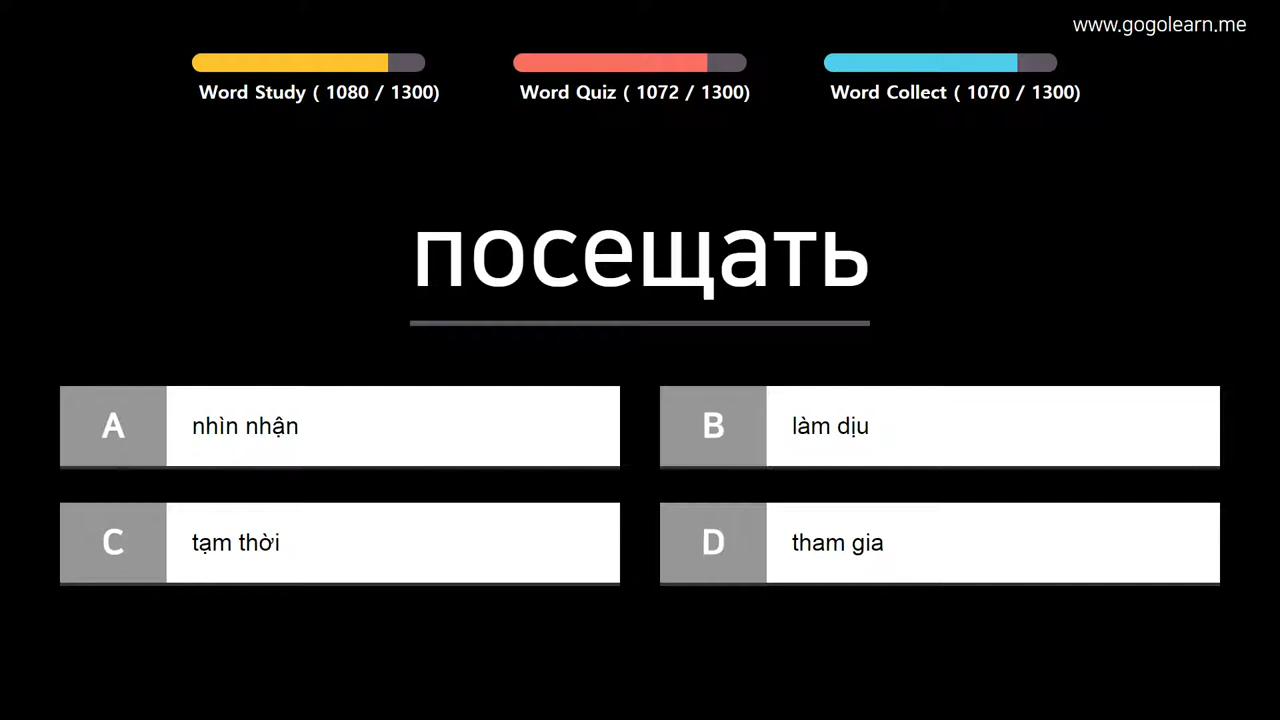 www.gogolearn.me
Word Study ( 1080 / 1300)
Word Quiz ( 1072 / 1300)
Word Collect ( 1070 / 1300)
посещать
A nhìn nhận
B làm dịu
C tạm thời
D tham gia